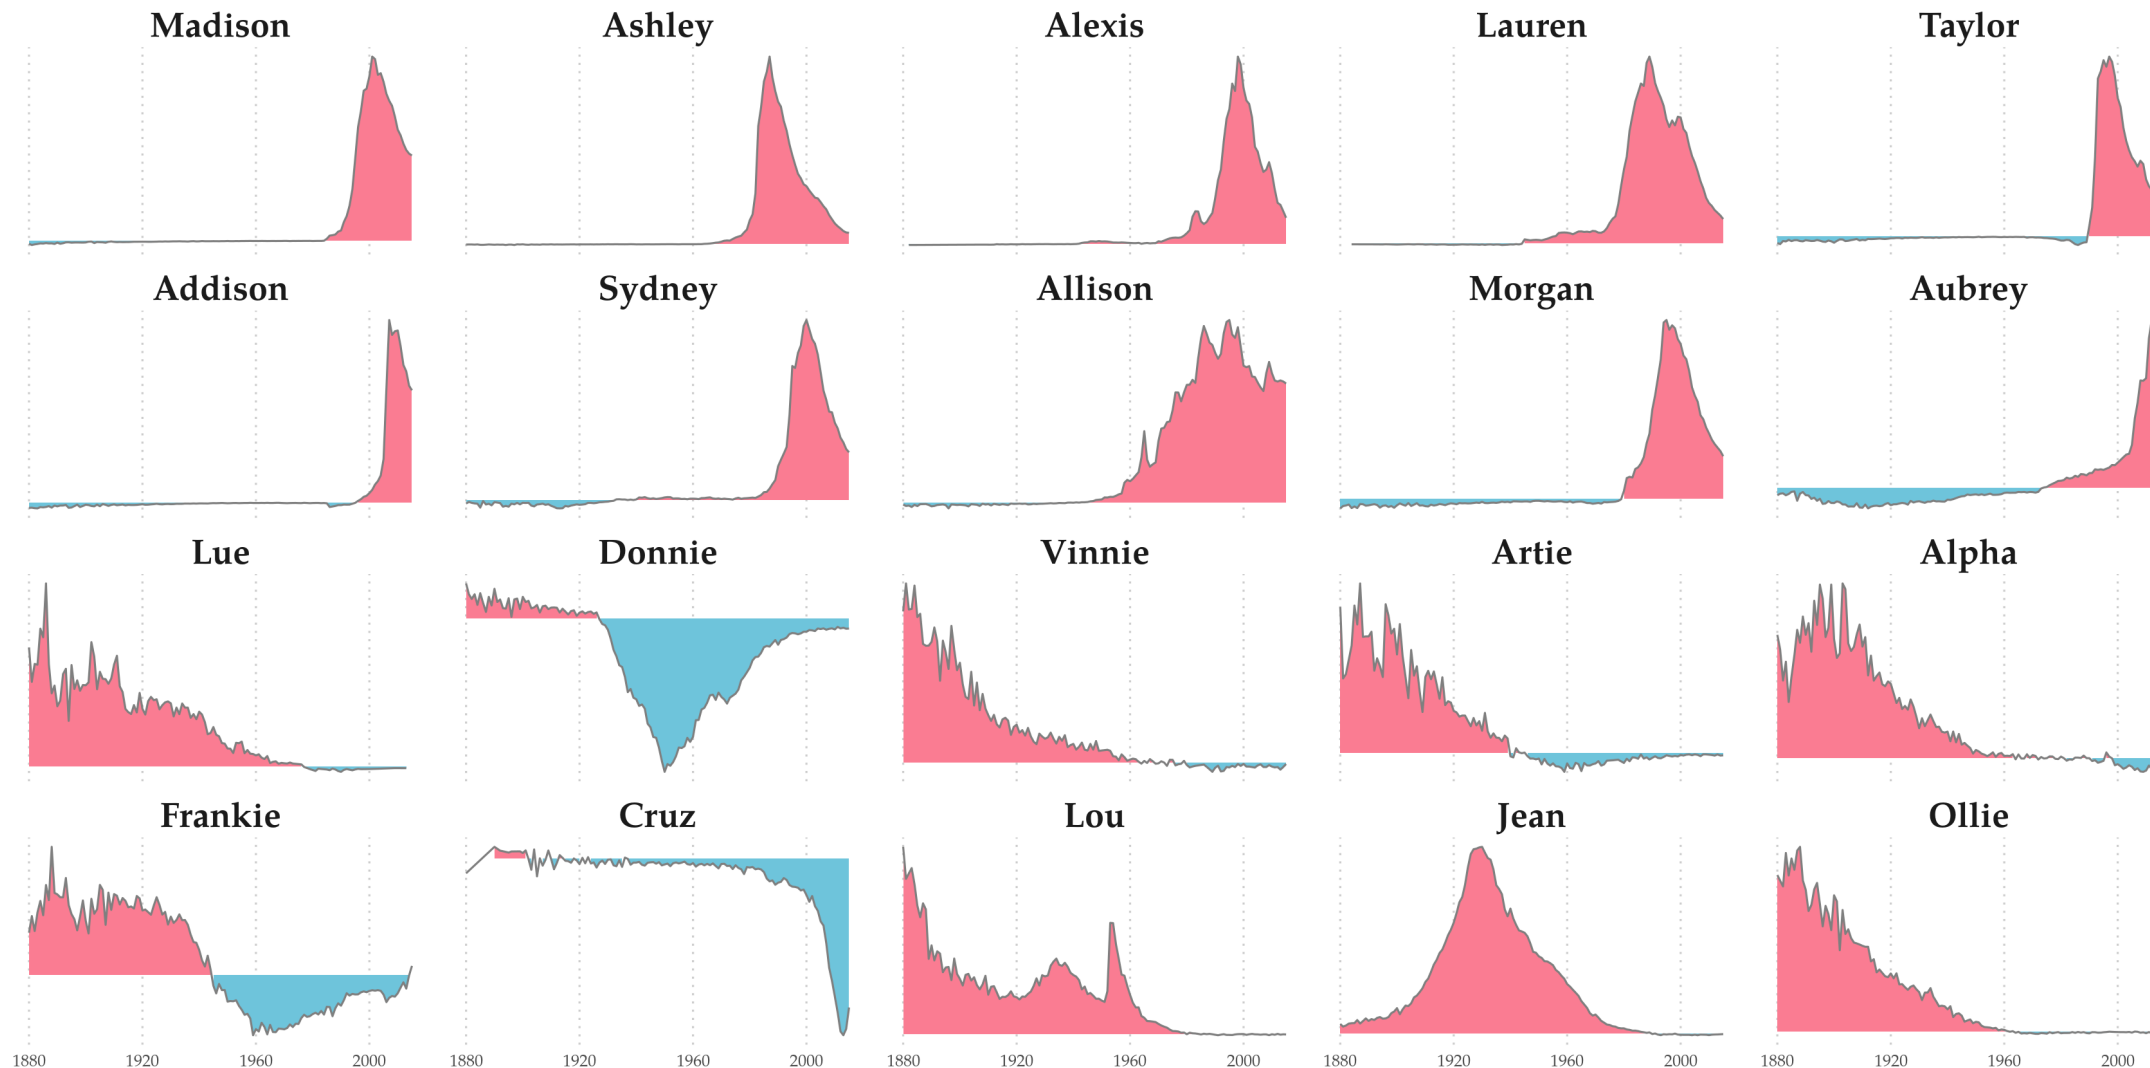 Madison Ashley Alexis Lauren Taylor
Addison Sydney Allison Morgan Aubrey
Lue Donnie Vinnie Artie Alpha
Frankie Cruz Lou Jean Ollie
1880 1920 1960 2000 1880 1920 1960 2000 1880 1920 1960 2000 1880 1920 1960 2000 1880 1920 1960 2000